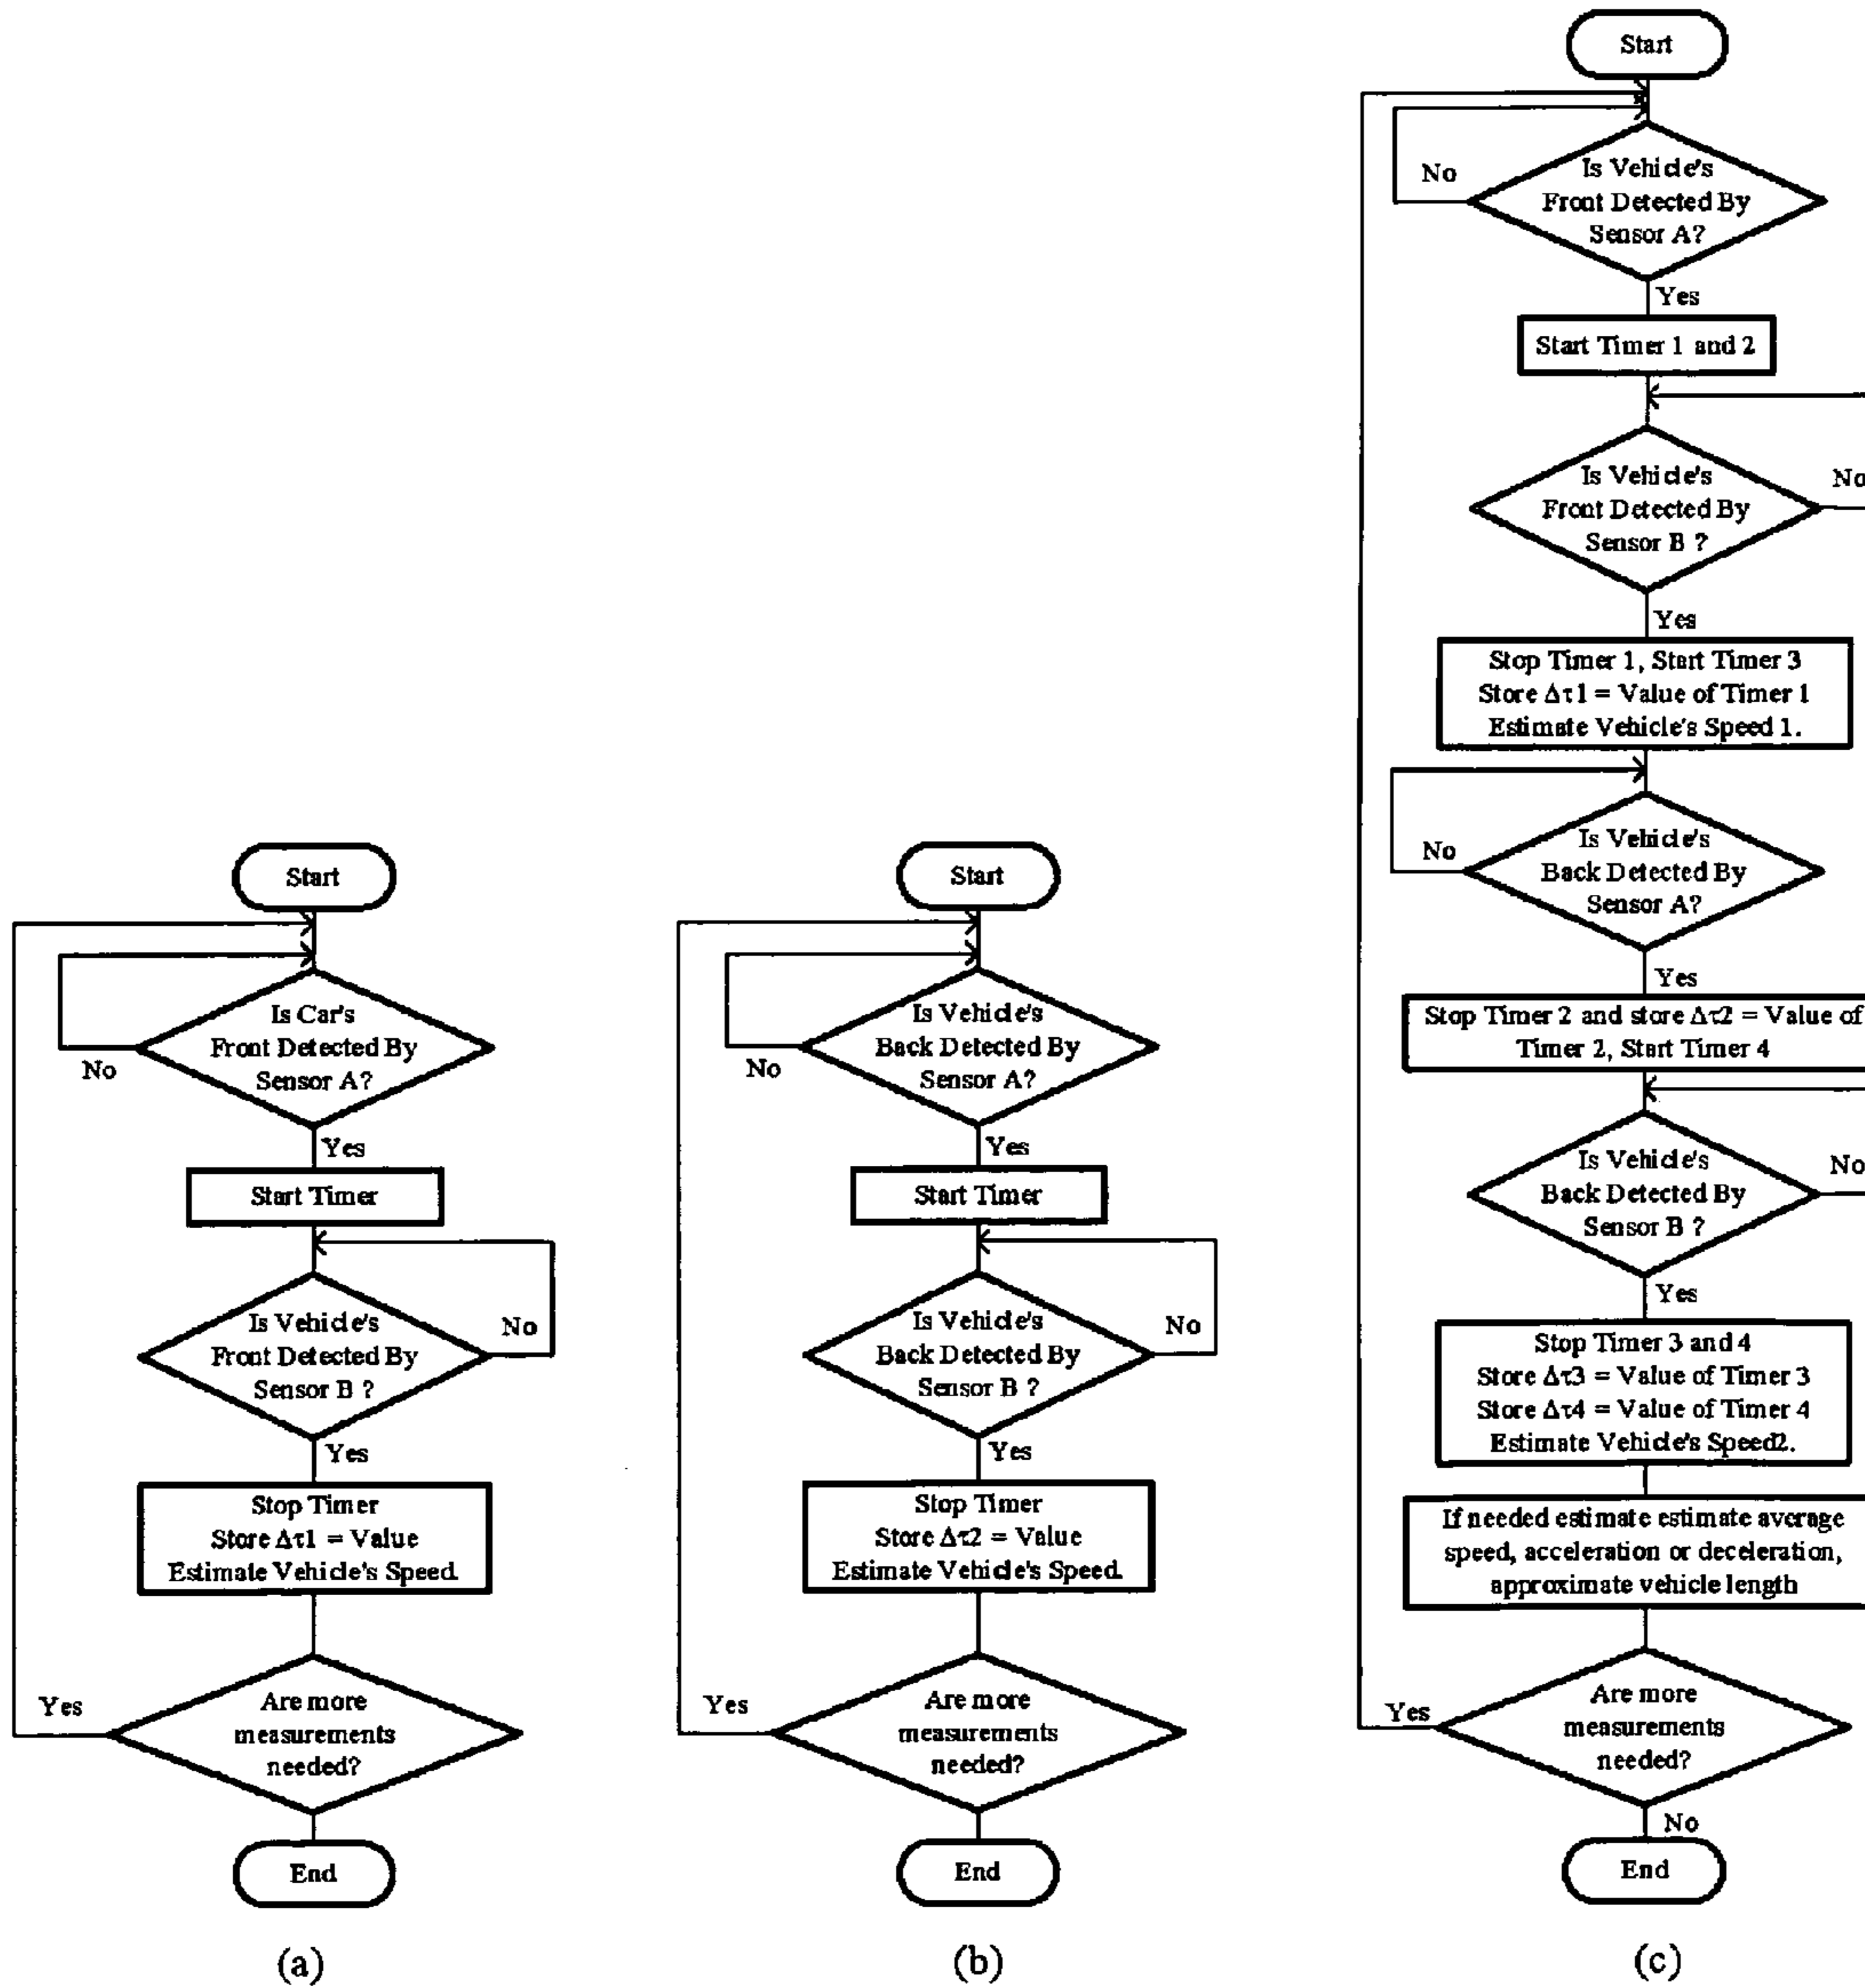 Start
Is Car's
Front Detected By
Sensor A?
No
Yes
Start Timer
Is Vehicle's
Front Detected By
Sensor B ?
No
Yes
Stop Timer
Store Δτ1 = Value
Estimate Vehicle's Speed.
Are more
measurements
needed?
Yes
End
(a)
Start
Is Vehicle's
Back Detected By
Sensor A?
No
Yes
Start Timer
Is Vehicle's
Back Detected By
Sensor B ?
No
Yes
Stop Timer
Store Δτ2 = Value
Estimate Vehicle's Speed.
Are more
measurements
needed?
Yes
End
(b)
Start
Is Vehicle's
Front Detected By
Sensor A?
No
Yes
Start Timer 1 and 2
Is Vehicle's
Front Detected By
Sensor B ?
No
Yes
Stop Timer 1, Start Timer 3
Store Δτ1 = Value of Timer 1
Estimate Vehicle's Speed 1.
Is Vehicle's
Back Detected By
Sensor A?
No
Yes
Stop Timer 2 and store Δτ2 = Value of
Timer 2, Start Timer 4
Is Vehicle's
Back Detected By
Sensor B ?
No
Yes
Stop Timer 3 and 4
Store Δτ3 = Value of Timer 3
Store Δτ4 = Value of Timer 4
Estimate Vehicle's Speed2.
If needed estimate estimate average
speed, acceleration or deceleration,
approximate vehicle length
Are more
measurements
needed?
Yes
No
End
(c)